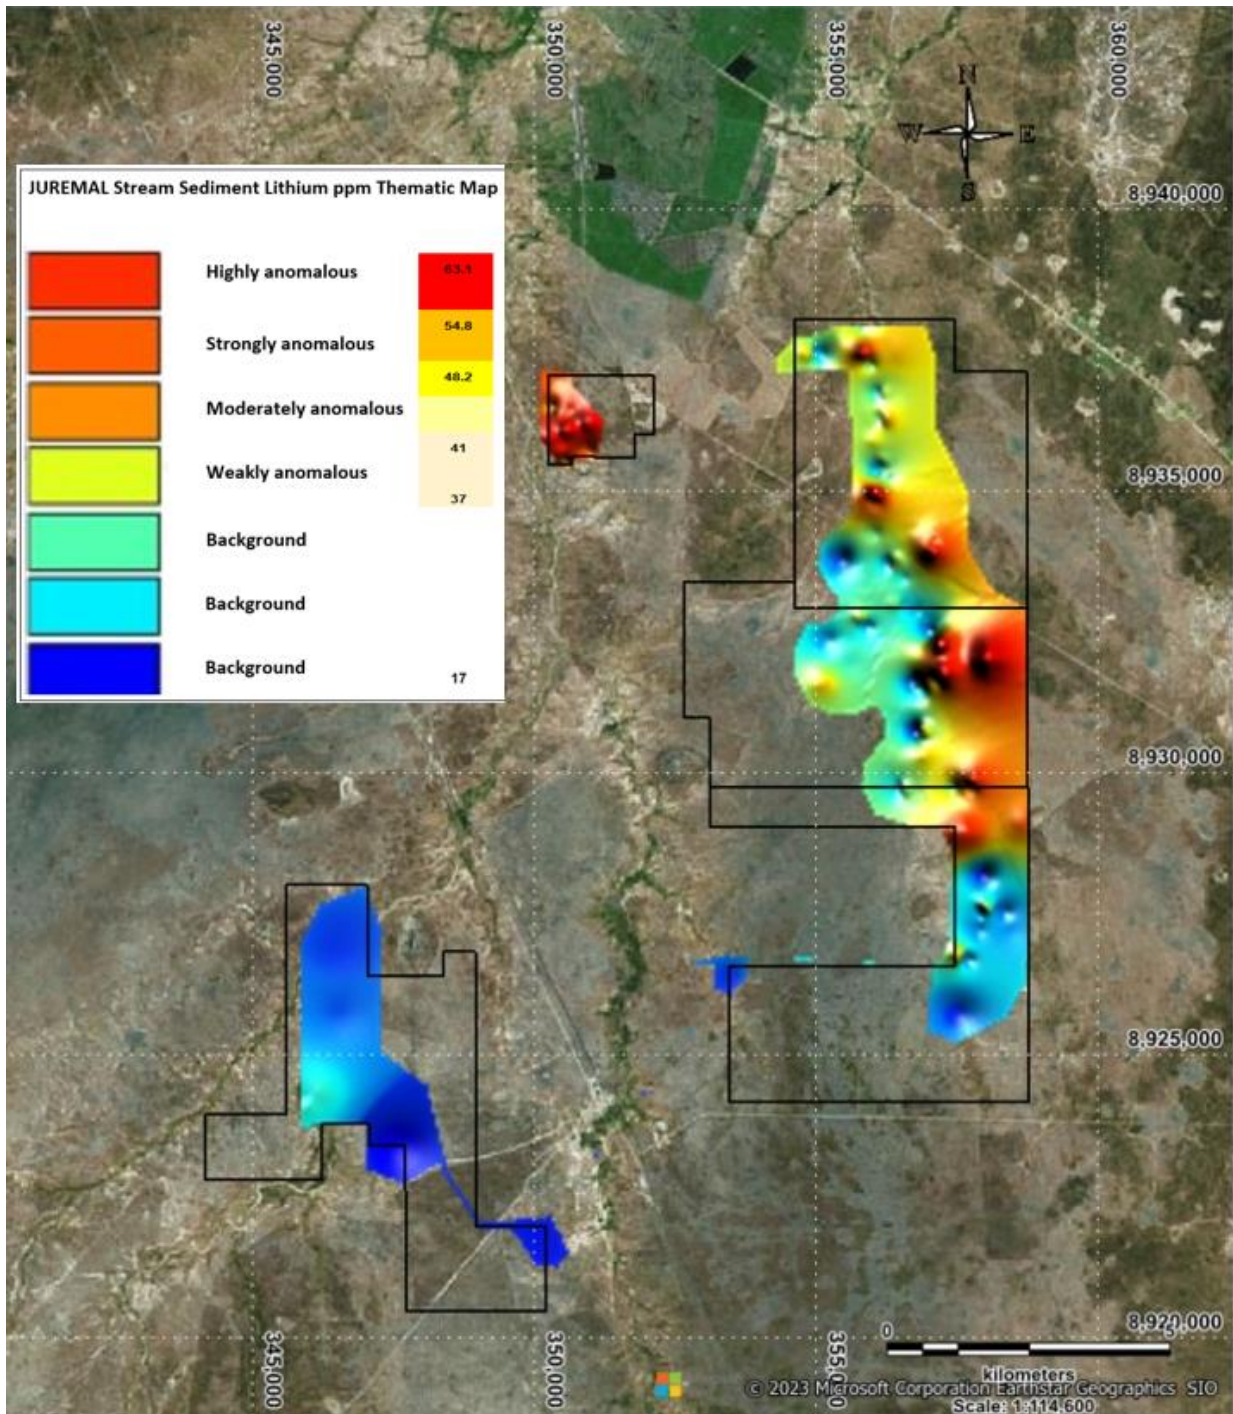 345,000
350,000
355,000
360,000
N
W E
S
JUREMAL Stream Sediment Lithium ppm Thematic Map
Highly anomalous
63.1
54.8
Strongly anomalous
48.2
Moderately anomalous
41
Weakly anomalous
37
Background
Background
Background
17
8,940,000
8,935,000
8,930,000
8,925,000
8,920,000
345,000
350,000
355,000
0 5
kilometers
© 2023 Microsoft Corporation Earthstar Geographics SIO
Scale: 1:114,600